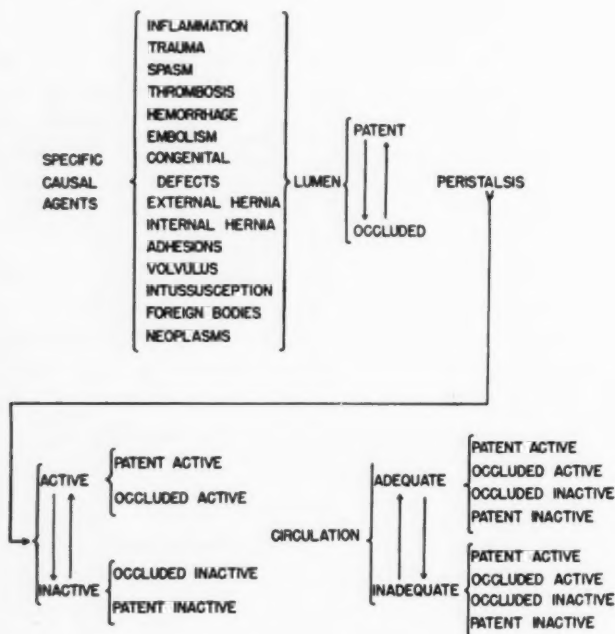 SPECIFIC
CAUSAL
AGENTS
INFLAMMATION
TRAUMA
SPASM
THROMBOSIS
HEMORRHAGE
EMBOLISM
CONGENITAL
DEFECTS
EXTERNAL HERNIA
INTERNAL HERNIA
ADHESIONS
VOLVULUS
INTUSSUSCEPTION
FOREIGN BODIES
NEOPLASMS
LUMEN
PATENT
OCCLUDED
PERISTALSIS
ACTIVE
PATENT ACTIVE
OCCLUDED ACTIVE
INACTIVE
OCCLUDED INACTIVE
PATENT INACTIVE
CIRCULATION
ADEQUATE
PATENT ACTIVE
OCCLUDED ACTIVE
OCCLUDED INACTIVE
PATENT INACTIVE
INADEQUATE
PATENT ACTIVE
OCCLUDED ACTIVE
OCCLUDED INACTIVE
PATENT INACTIVE